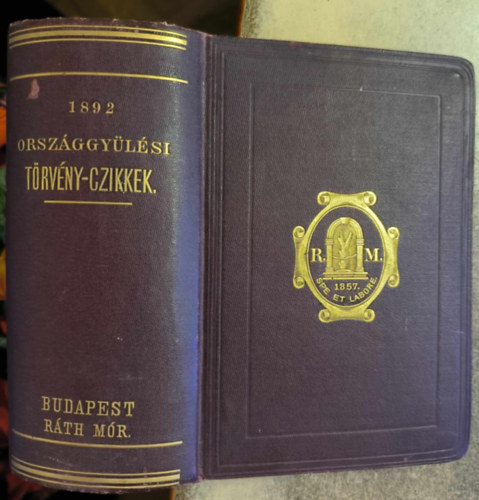 1892
ORSZÁGGYÜLÉSI
TÖRVÉNY-CZIKKEK.
BUDAPEST
RÁTH MÓR.
R. M.
1857.
SPE ET LABORE.